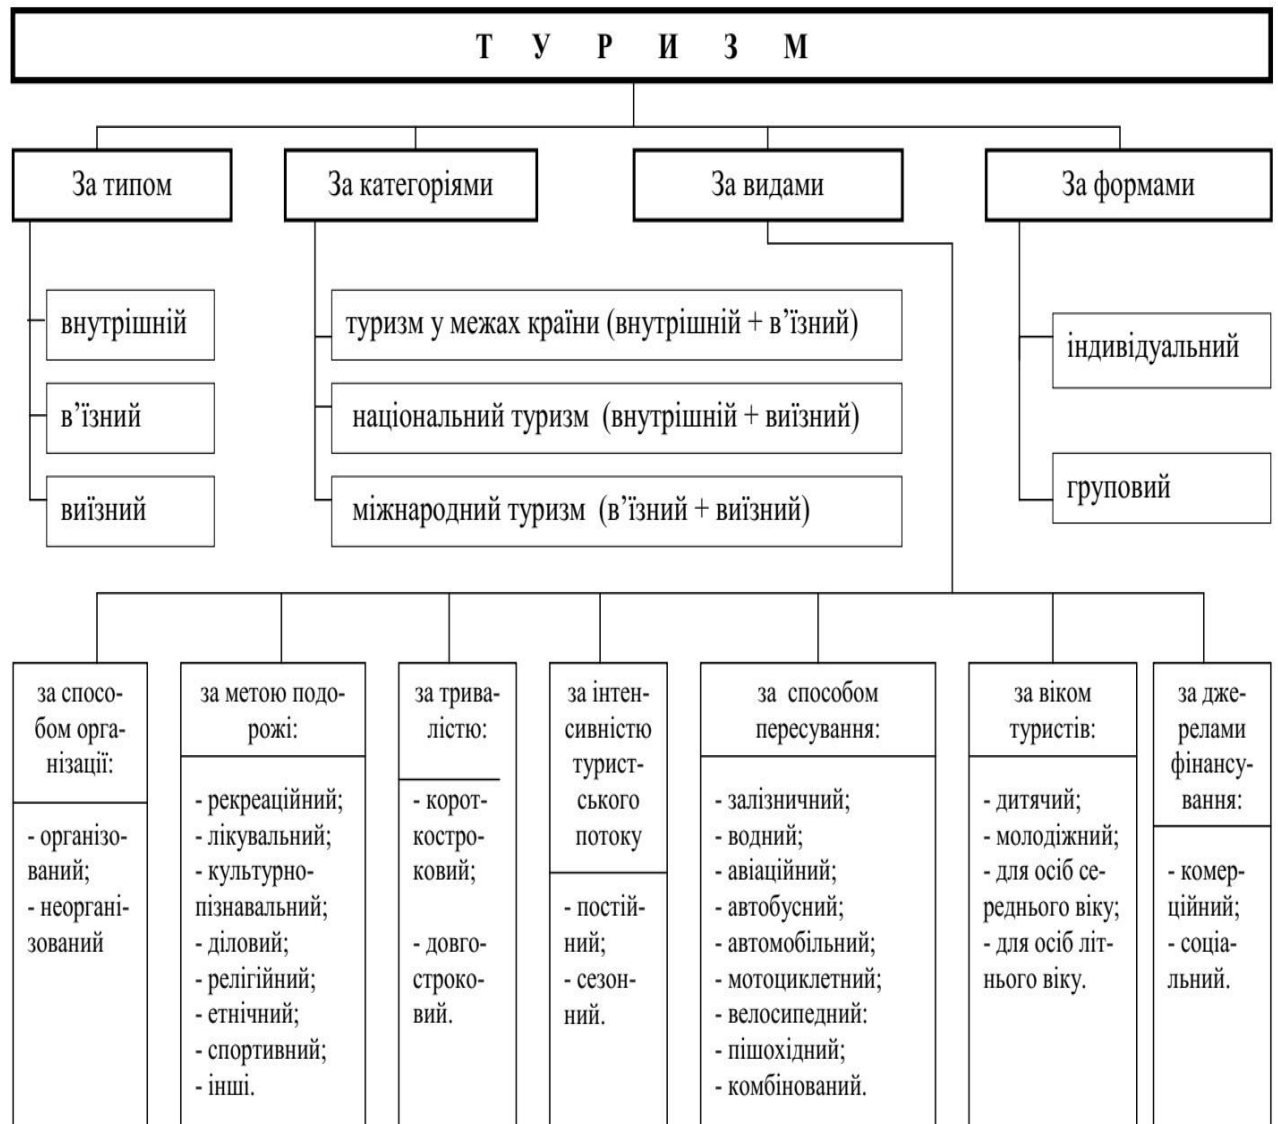 Т У Р И З М
За типом
За категоріями
За видами
За формами
внутрішній
в’їзний
виїзний
туризм у межах країни (внутрішній + в’їзний)
національний туризм (внутрішній + виїзний)
міжнародний туризм (в’їзний + виїзний)
індивідуальний
груповий
за спосо-
бом орга-
нізації:
- організо-
ваний;
- неоргані-
зований
за метою подо-
рожі:
- рекреаційний;
- лікувальний;
- культурно-
пізнавальний;
- діловий;
- релігійний;
- етнічний;
- спортивний;
- інші.
за трива-
лістю:
- корот-
костро-
ковий;
- довго-
строко-
вий.
за інтен-
сивністю
турист-
ського
потоку
- постій-
ний;
- сезон-
ний.
за способом
пересування:
- залізничний;
- водний;
- авіаційний;
- автобусний;
- автомобільний;
- мотоциклетний;
- велосипедний:
- пішохідний;
- комбінований.
за віком
туристів:
- дитячий;
- молодіжний;
- для осіб се-
реднього віку;
- для осіб літ-
нього віку.
за дже-
релами
фінансу-
вання:
- комер-
ційний;
- соціа-
льний.